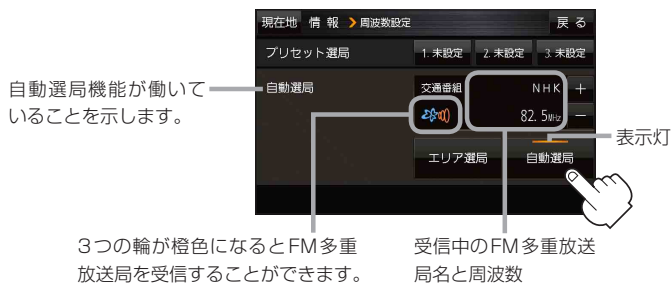 現在地 情報 > 周波数設定 戻る
プリセット選局 1. 未設定 2. 未設定 3. 未設定
自動選局 交通番組 NHK +
82.5MHz −
エリア選局 自動選局
自動選局機能が働いて
いることを示します。
表示灯
3つの輪が橙色になるとFM多重
放送局を受信することができます。
受信中のFM多重放送
局名と周波数